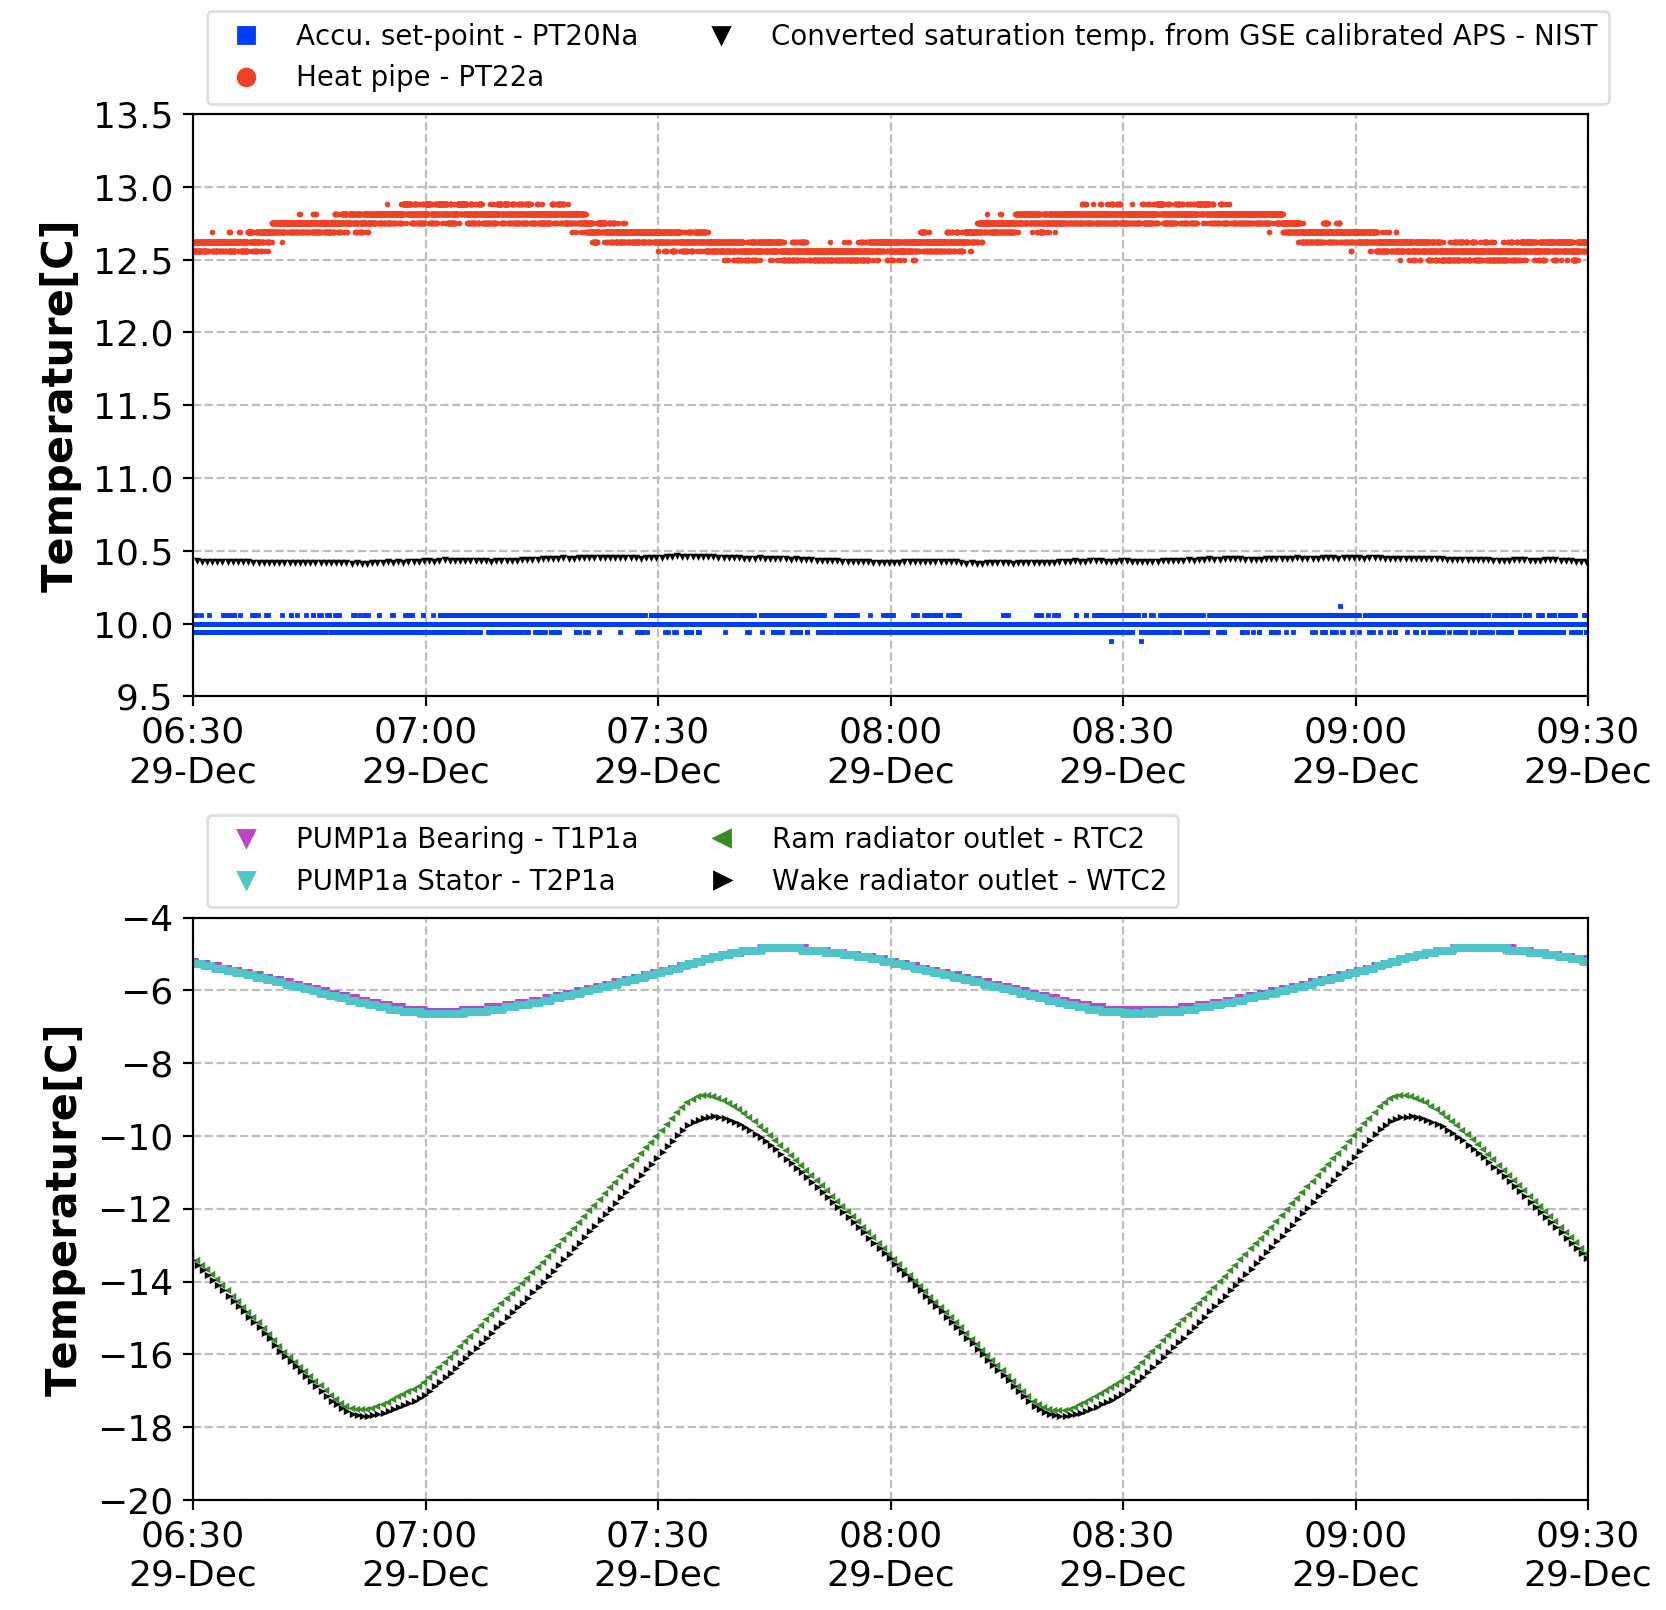 Accu. set-point - PT20Na
Heat pipe - PT22a
Converted saturation temp. from GSE calibrated APS - NIST
Temperature[C]
13.5
13.0
12.5
12.0
11.5
11.0
10.5
10.0
9.5
06:30 07:00 07:30 08:00 08:30 09:00 09:30
29-Dec 29-Dec 29-Dec 29-Dec 29-Dec 29-Dec 29-Dec
PUMP1a Bearing - T1P1a
PUMP1a Stator - T2P1a
Ram radiator outlet - RTC2
Wake radiator outlet - WTC2
Temperature[C]
−4
−6
−8
−10
−12
−14
−16
−18
−20
06:30 07:00 07:30 08:00 08:30 09:00 09:30
29-Dec 29-Dec 29-Dec 29-Dec 29-Dec 29-Dec 29-Dec